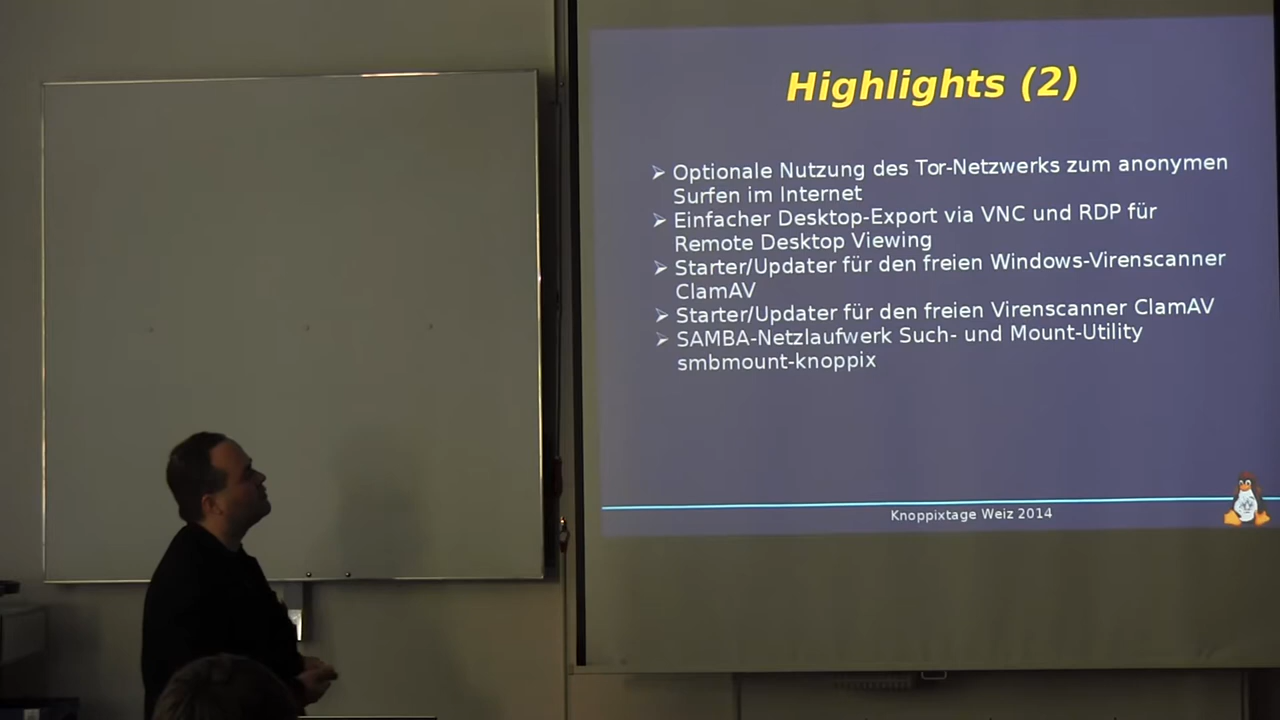 Highlights (2)
Optionale Nutzung des Tor-Netzwerks zum anonymen
Surfen im Internet
Einfacher Desktop-Export via VNC und RDP für
Remote Desktop Viewing
Starter/Updater für den freien Windows-Virenscanner
ClamAV
Starter/Updater für den freien Virenscanner ClamAV
SAMBA-Netzlaufwerk Such- und Mount-Utility
smbmount-knoppix
Knoppixtage Weiz 2014